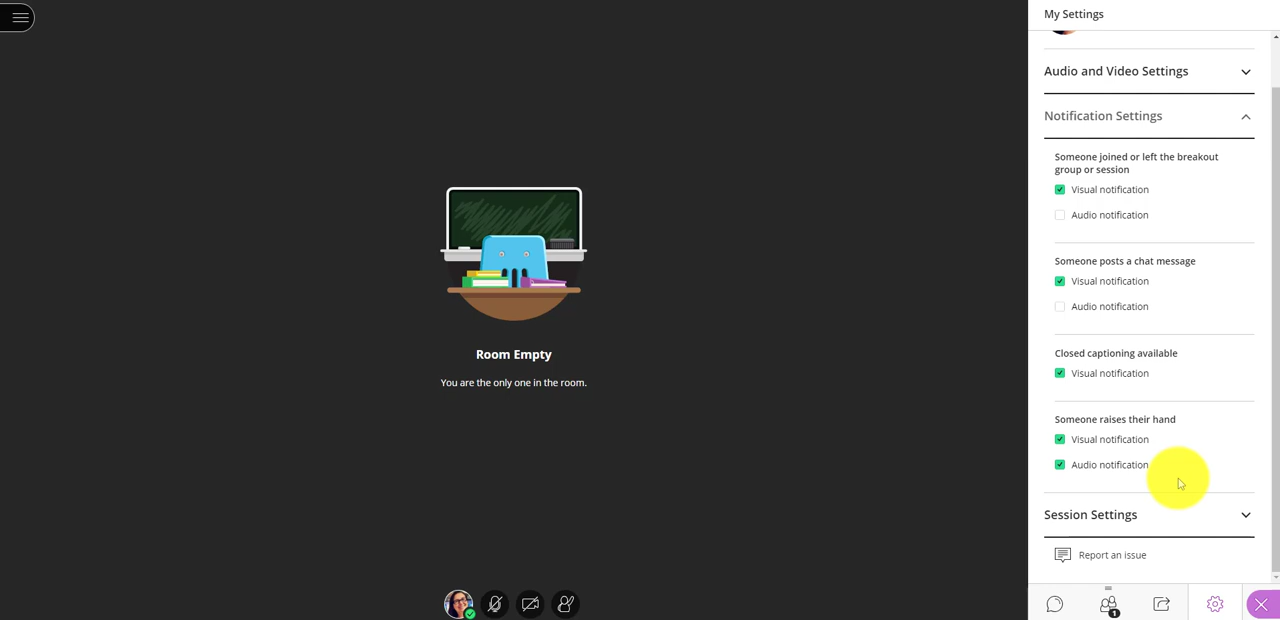 My Settings
Audio and Video Settings
Notification Settings
Someone joined or left the breakout
group or session
Visual notification
Audio notification
Someone posts a chat message
Visual notification
Audio notification
Closed captioning available
Visual notification
Someone raises their hand
Visual notification
Audio notification
Session Settings
Report an issue
Room Empty
You are the only one in the room.
1